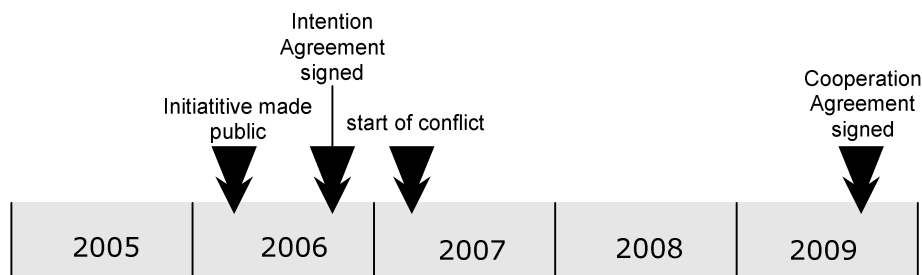 Intention
Agreement
signed
Initiatitive made
public
start of conflict
Cooperation
Agreement
signed
2005
2006
2007
2008
2009